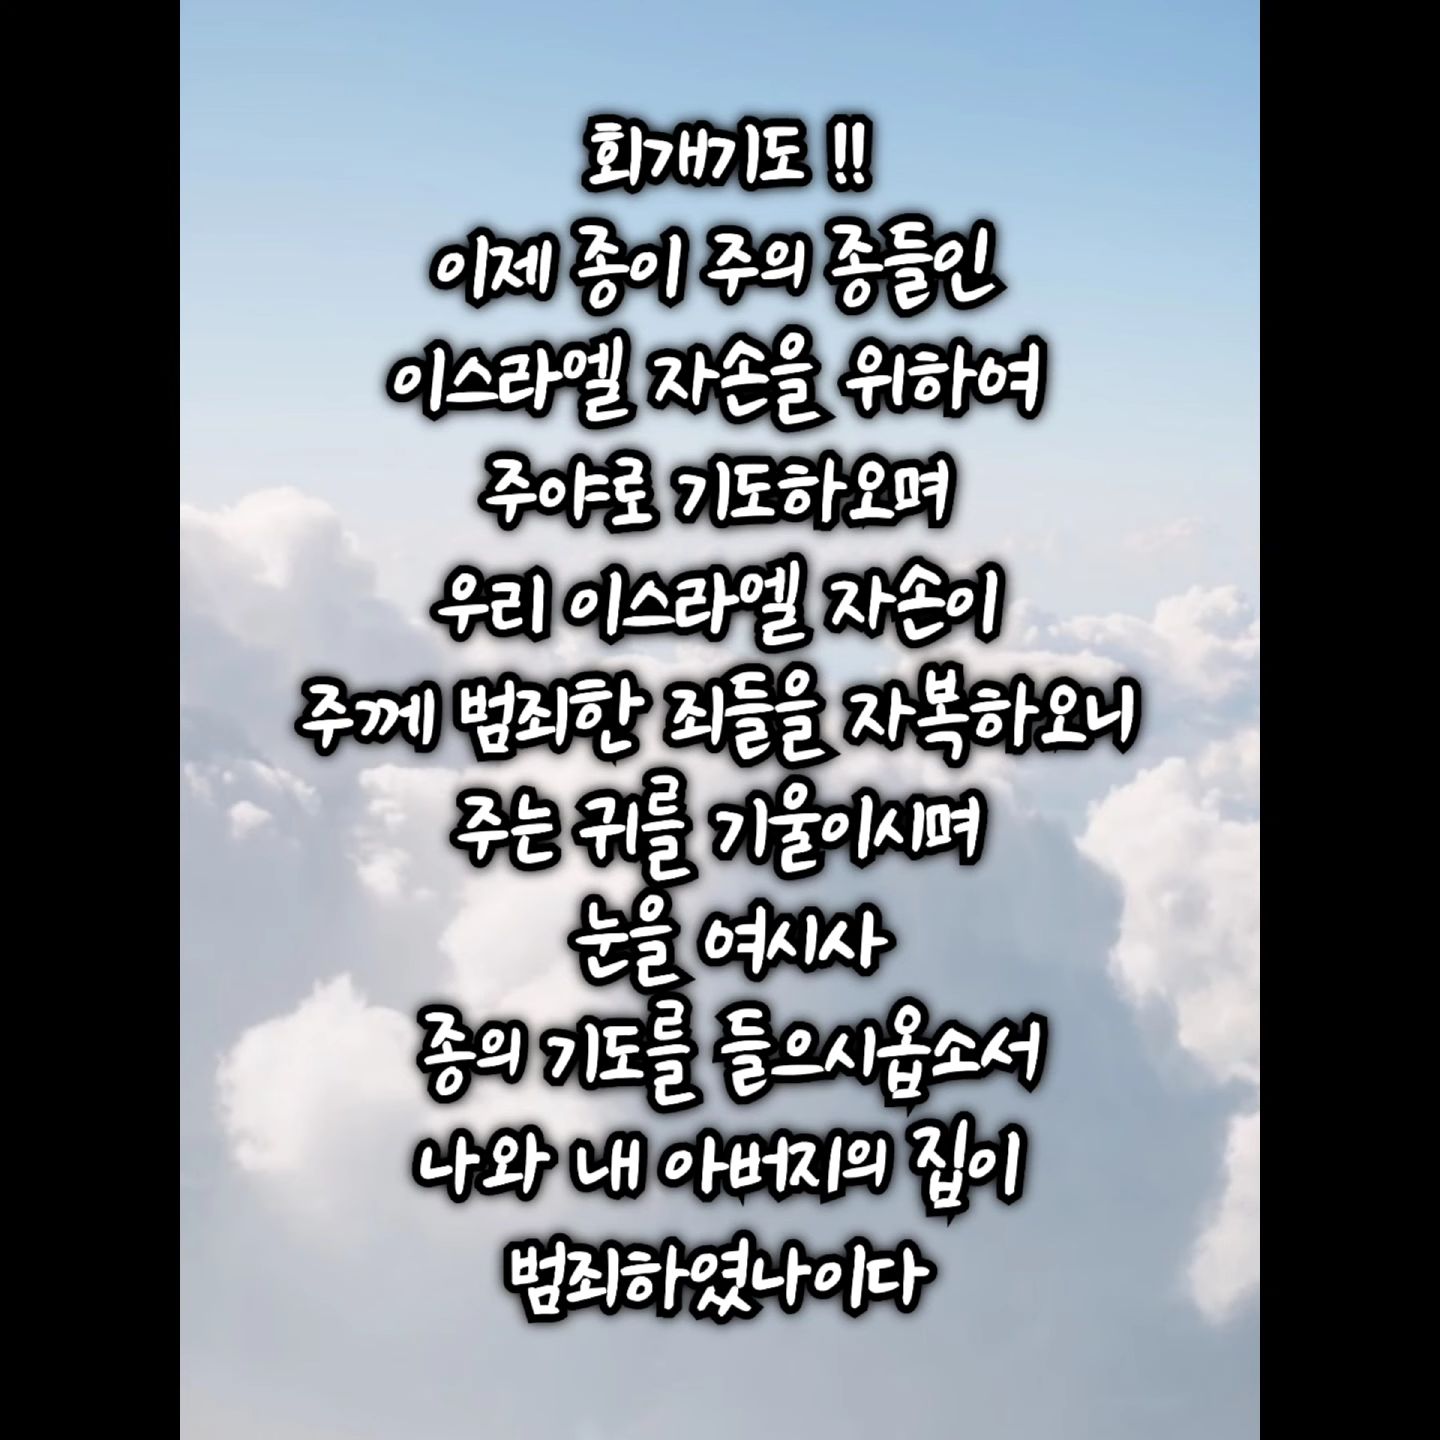 회개기도 !!
이제 종이 주의 종들인
이스라엘 자손을 위하여
주야로 기도하오며
우리 이스라엘 자손이
주께 범죄한 죄들을 자복하오니
주는 귀를 기울이시며
눈을 여시사
종의 기도를 들으시옵소서
나와 내 아버지의 집이
범죄하였나이다